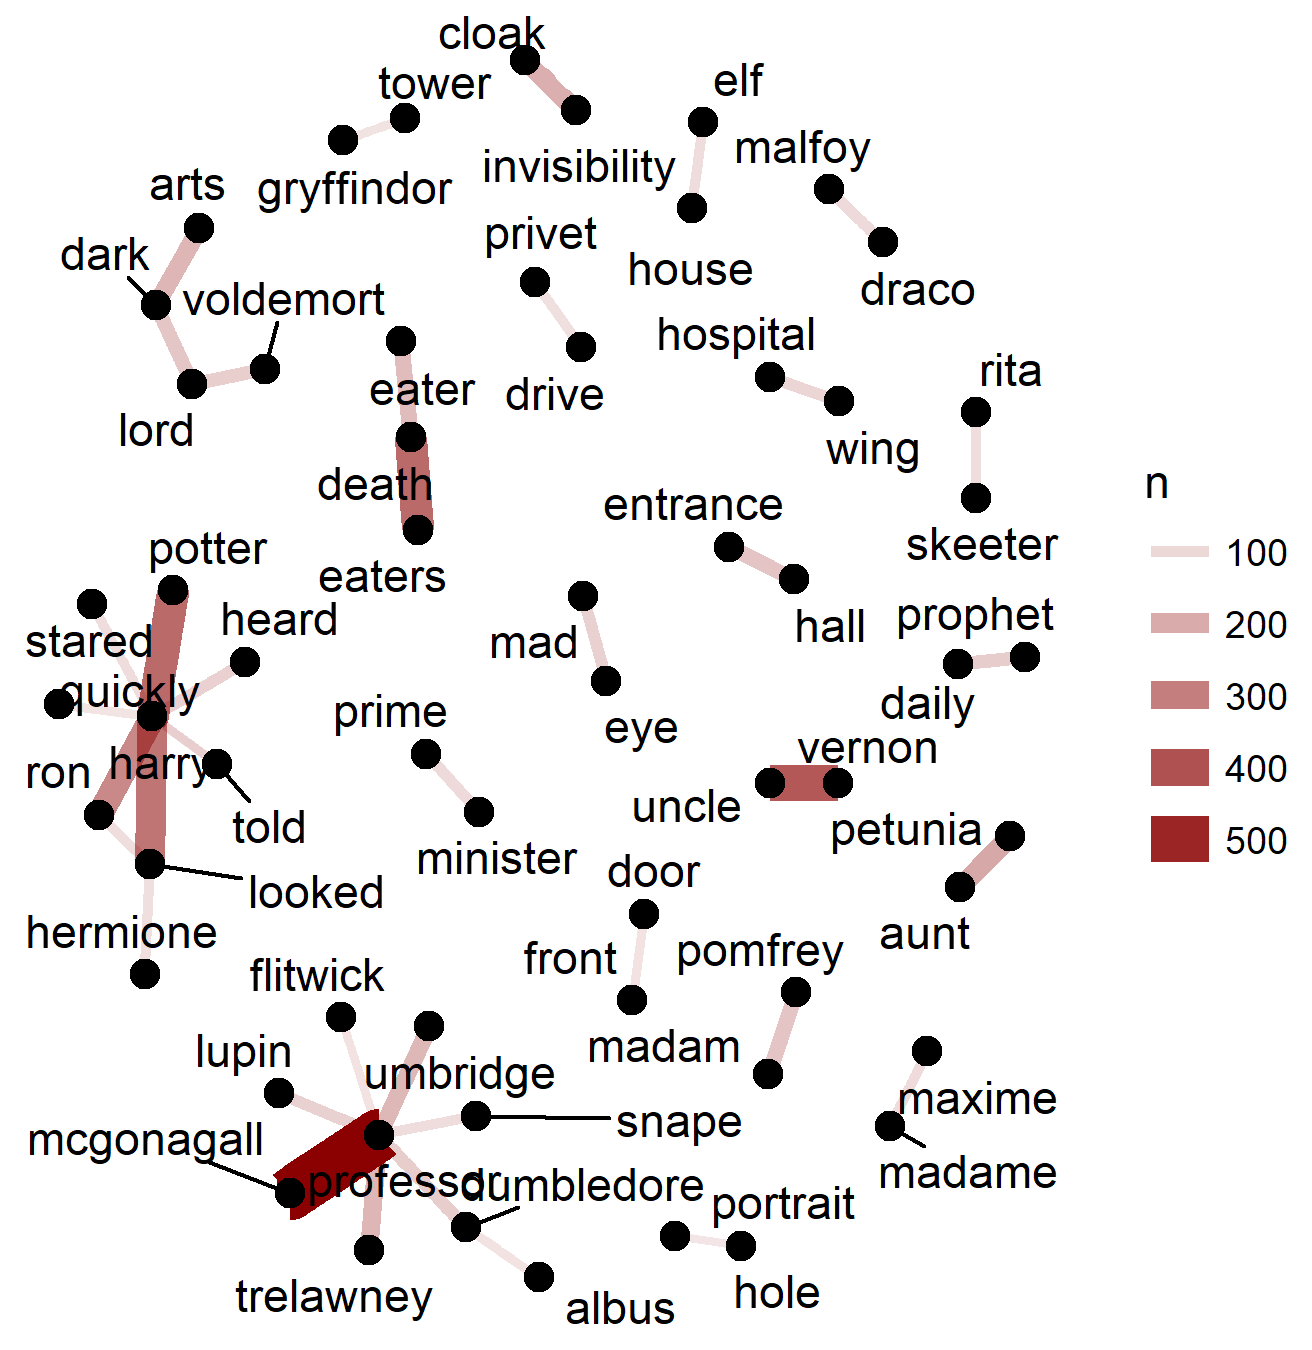 cloak
tower
elf
malfoy
gryffindor
invisibility
arts
privet
dark
house
draco
voldemort
hospital
rita
eater
drive
lord
wing
death
entrance
skeeter
n
100
200
300
400
500
potter
eaters
heard
hall
prophet
stared
mad
quickly
daily
prime
eye
vernon
ron
harry
uncle
told
petunia
minister
door
looked
aunt
hermione
front
pomfrey
flitwick
madam
lupin
umbridge
maxime
snape
mcgonagall
madame
professor
dumbledore
portrait
trelawney
hole
albus